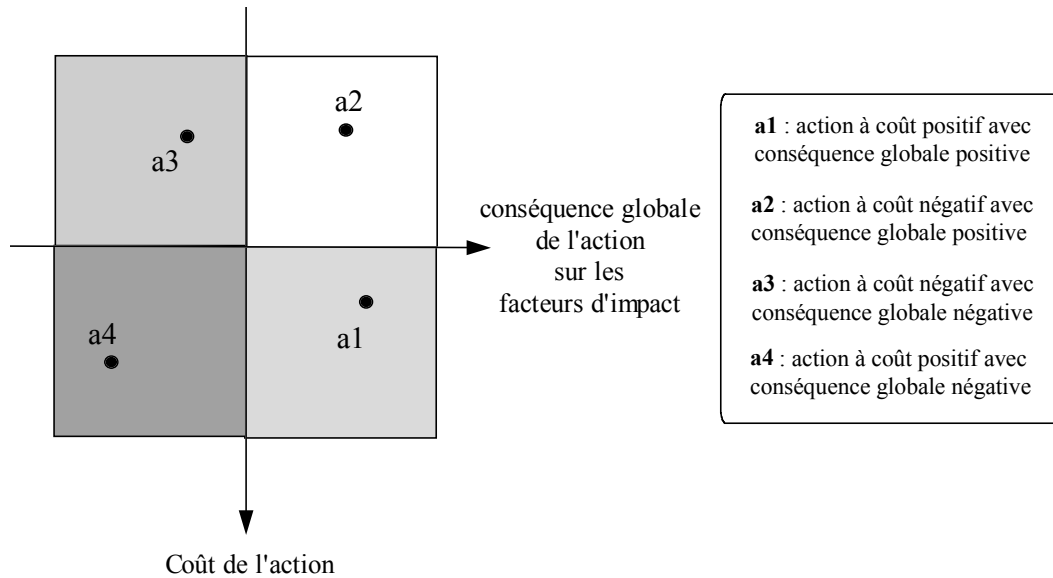 a2
a3
a4
a1
conséquence globale
de l'action
sur les
facteurs d'impact
Coût de l'action
a1 : action à coût positif avec
conséquence globale positive
a2 : action à coût négatif avec
conséquence globale positive
a3 : action à coût négatif avec
conséquence globale négative
a4 : action à coût positif avec
conséquence globale négative